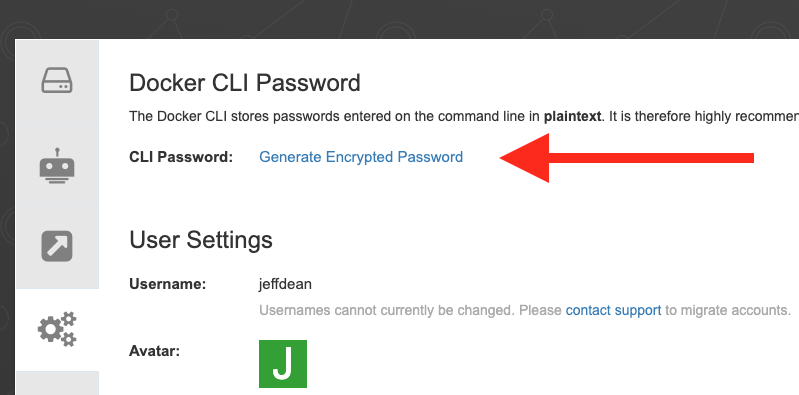 Docker CLI Password
The Docker CLI stores passwords entered on the command line in plaintext. It is therefore highly recommen
CLI Password: Generate Encrypted Password
User Settings
Username: jeffdean
Usernames cannot currently be changed. Please contact support to migrate accounts.
Avatar: J